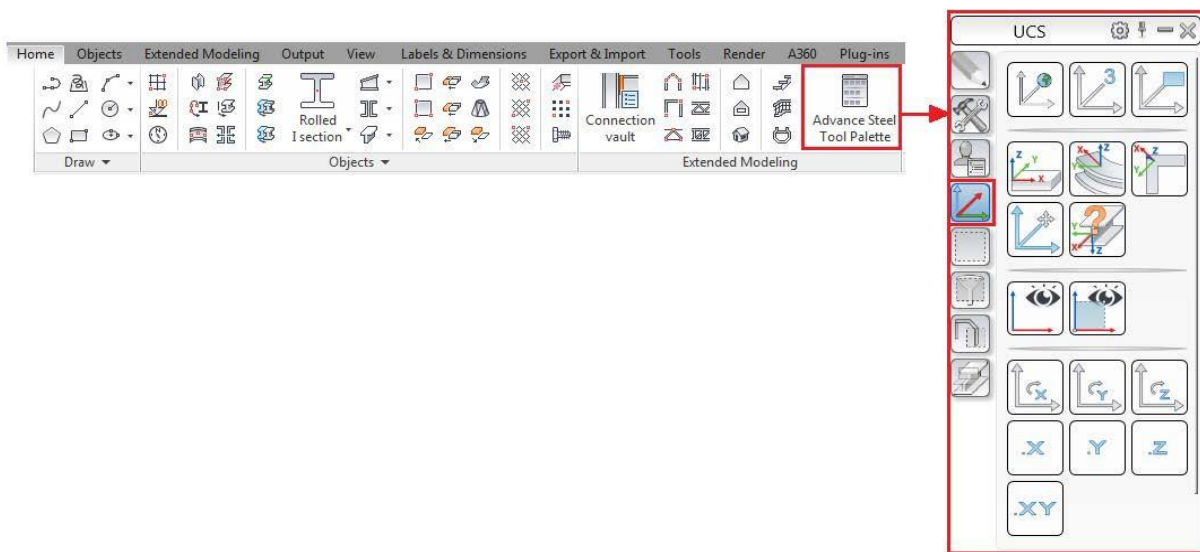 Home Objects Extended Modeling Output View Labels & Dimensions Export & Import Tools Render A360 Plug-ins
Rolled
I section
Connection
vault
Advance Steel
Tool Palette
Draw Objects Extended Modeling
UCS
3
Z Y X
X Z Y
X Z Y
Y X Z
X Y Z
.X .Y .Z
.XY